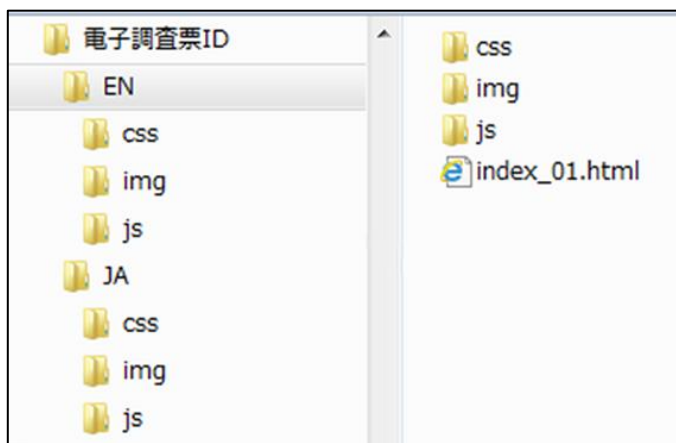 電子調査票ID
EN
css
img
js
JA
css
img
js
css
img
js
index_01.html